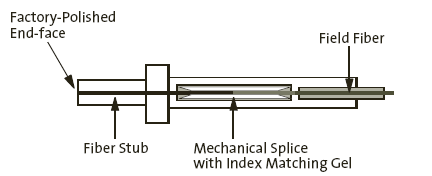 Factory-Polished
End-face
Field Fiber
Fiber Stub
Mechanical Splice
with Index Matching Gel